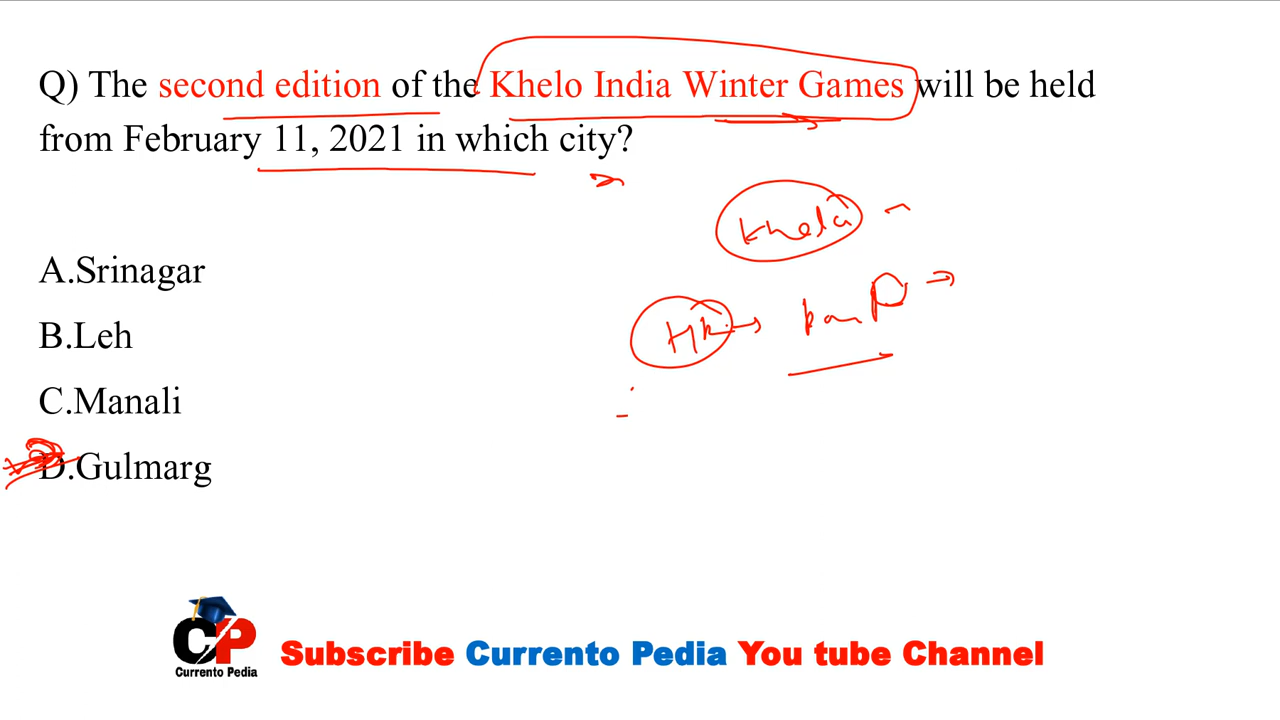 Q) The second edition of the Khelo India Winter Games will be held
from February 11, 2021 in which city?
A.Srinagar
B.Leh
C.Manali
D.Gulmarg
CP
Currento Pedia
Subscribe Currento Pedia You tube Channel